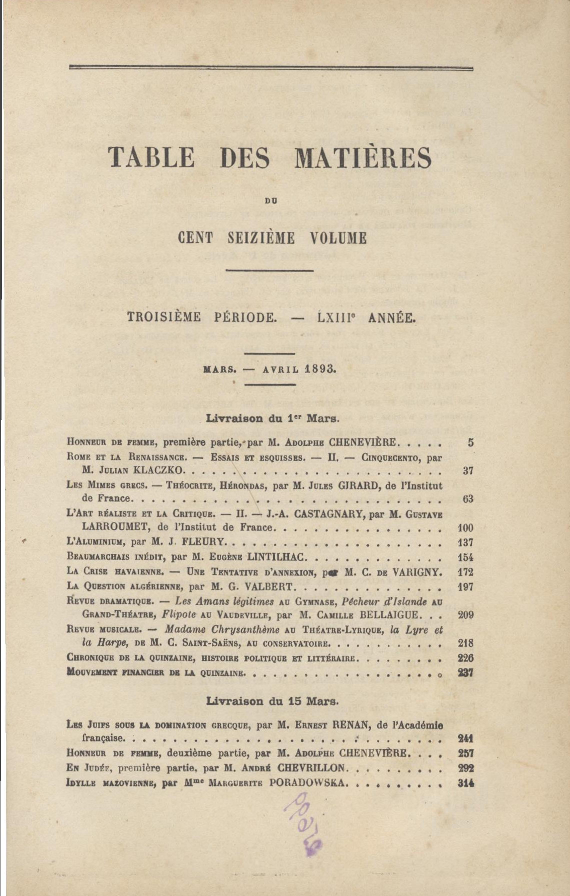 TABLE DES MATIÈRES
DU
CENT SEIZIÈME VOLUME
TROISIÈME PÉRIODE. — LXIIIe ANNÉE.
MARS. — AVRIL 1893.
Livraison du 1er Mars.
HONNEUR DE FEMME, première partie, par M. ADOLPHE CHENEVIÈRE. . . . . 5
ROME ET LA RENAISSANCE. — ESSAIS ET ESQUISSES. — II. — CINQUECENTO, par
M. JULIAN KLACZKO. . . . . . . . . . . . . . . . . . . . . . . . 37
LES MIMES GRECS. — THÉOCRITE, HÉRONDAS, par M. JULES GIRARD, de l'Institut
de France. . . . . . . . . . . . . . . . . . . . . . . . . . . . 63
L'ART RÉALISTE ET LA CRITIQUE. — II. — J.-A. CASTAGNARY, par M. GUSTAVE
LARROUMET, de l'Institut de France. . . . . . . . . . . . . . . . 100
L'ALUMINIUM, par M. J. FLEURY. . . . . . . . . . . . . . . . . . . . 137
BEAUMARCHAIS INÉDIT, par M. EUGÈNE LINTILHAC. . . . . . . . . . . . . 154
LA CRISE HAVAIENNE. — UNE TENTATIVE D'ANNEXION, par M. C. DE VARIGNY. 172
LA QUESTION ALGÉRIENNE, par M. G. VALBERT. . . . . . . . . . . . . . 197
REVUE DRAMATIQUE. — Les Amans légitimes AU GYMNASE, Pêcheur d'Islande AU
GRAND-THÉATRE, Flipote AU VAUDEVILLE, par M. CAMILLE BELLAIGUE. . . 209
REVUE MUSICALE. — Madame Chrysanthème AU THÉATRE-LYRIQUE, la Lyre et
la Harpe, DE M. C. SAINT-SAËNS, AU CONSERVATOIRE. . . . . . . . . . 218
CHRONIQUE DE LA QUINZAINE, HISTOIRE POLITIQUE ET LITTÉRAIRE. . . . . . . . . 226
MOUVEMENT FINANCIER DE LA QUINZAINE. . . . . . . . . . . . . . . . . . 237
Livraison du 15 Mars.
LES JUIFS SOUS LA DOMINATION GRECQUE, par M. ERNEST RENAN, de l'Académie
française. . . . . . . . . . . . . . . . . . . . . . . . . . . . 241
HONNEUR DE FEMME, deuxième partie, par M. ADOLPHE CHENEVIÈRE. . . . 257
EN JUDÉE, première partie, par M. ANDRÉ CHEVRILLON. . . . . . . . . . 292
IDYLLE MAZOVIENNE, par Mme MARGUERITE PORADOWSKA. . . . . . . . . . 314